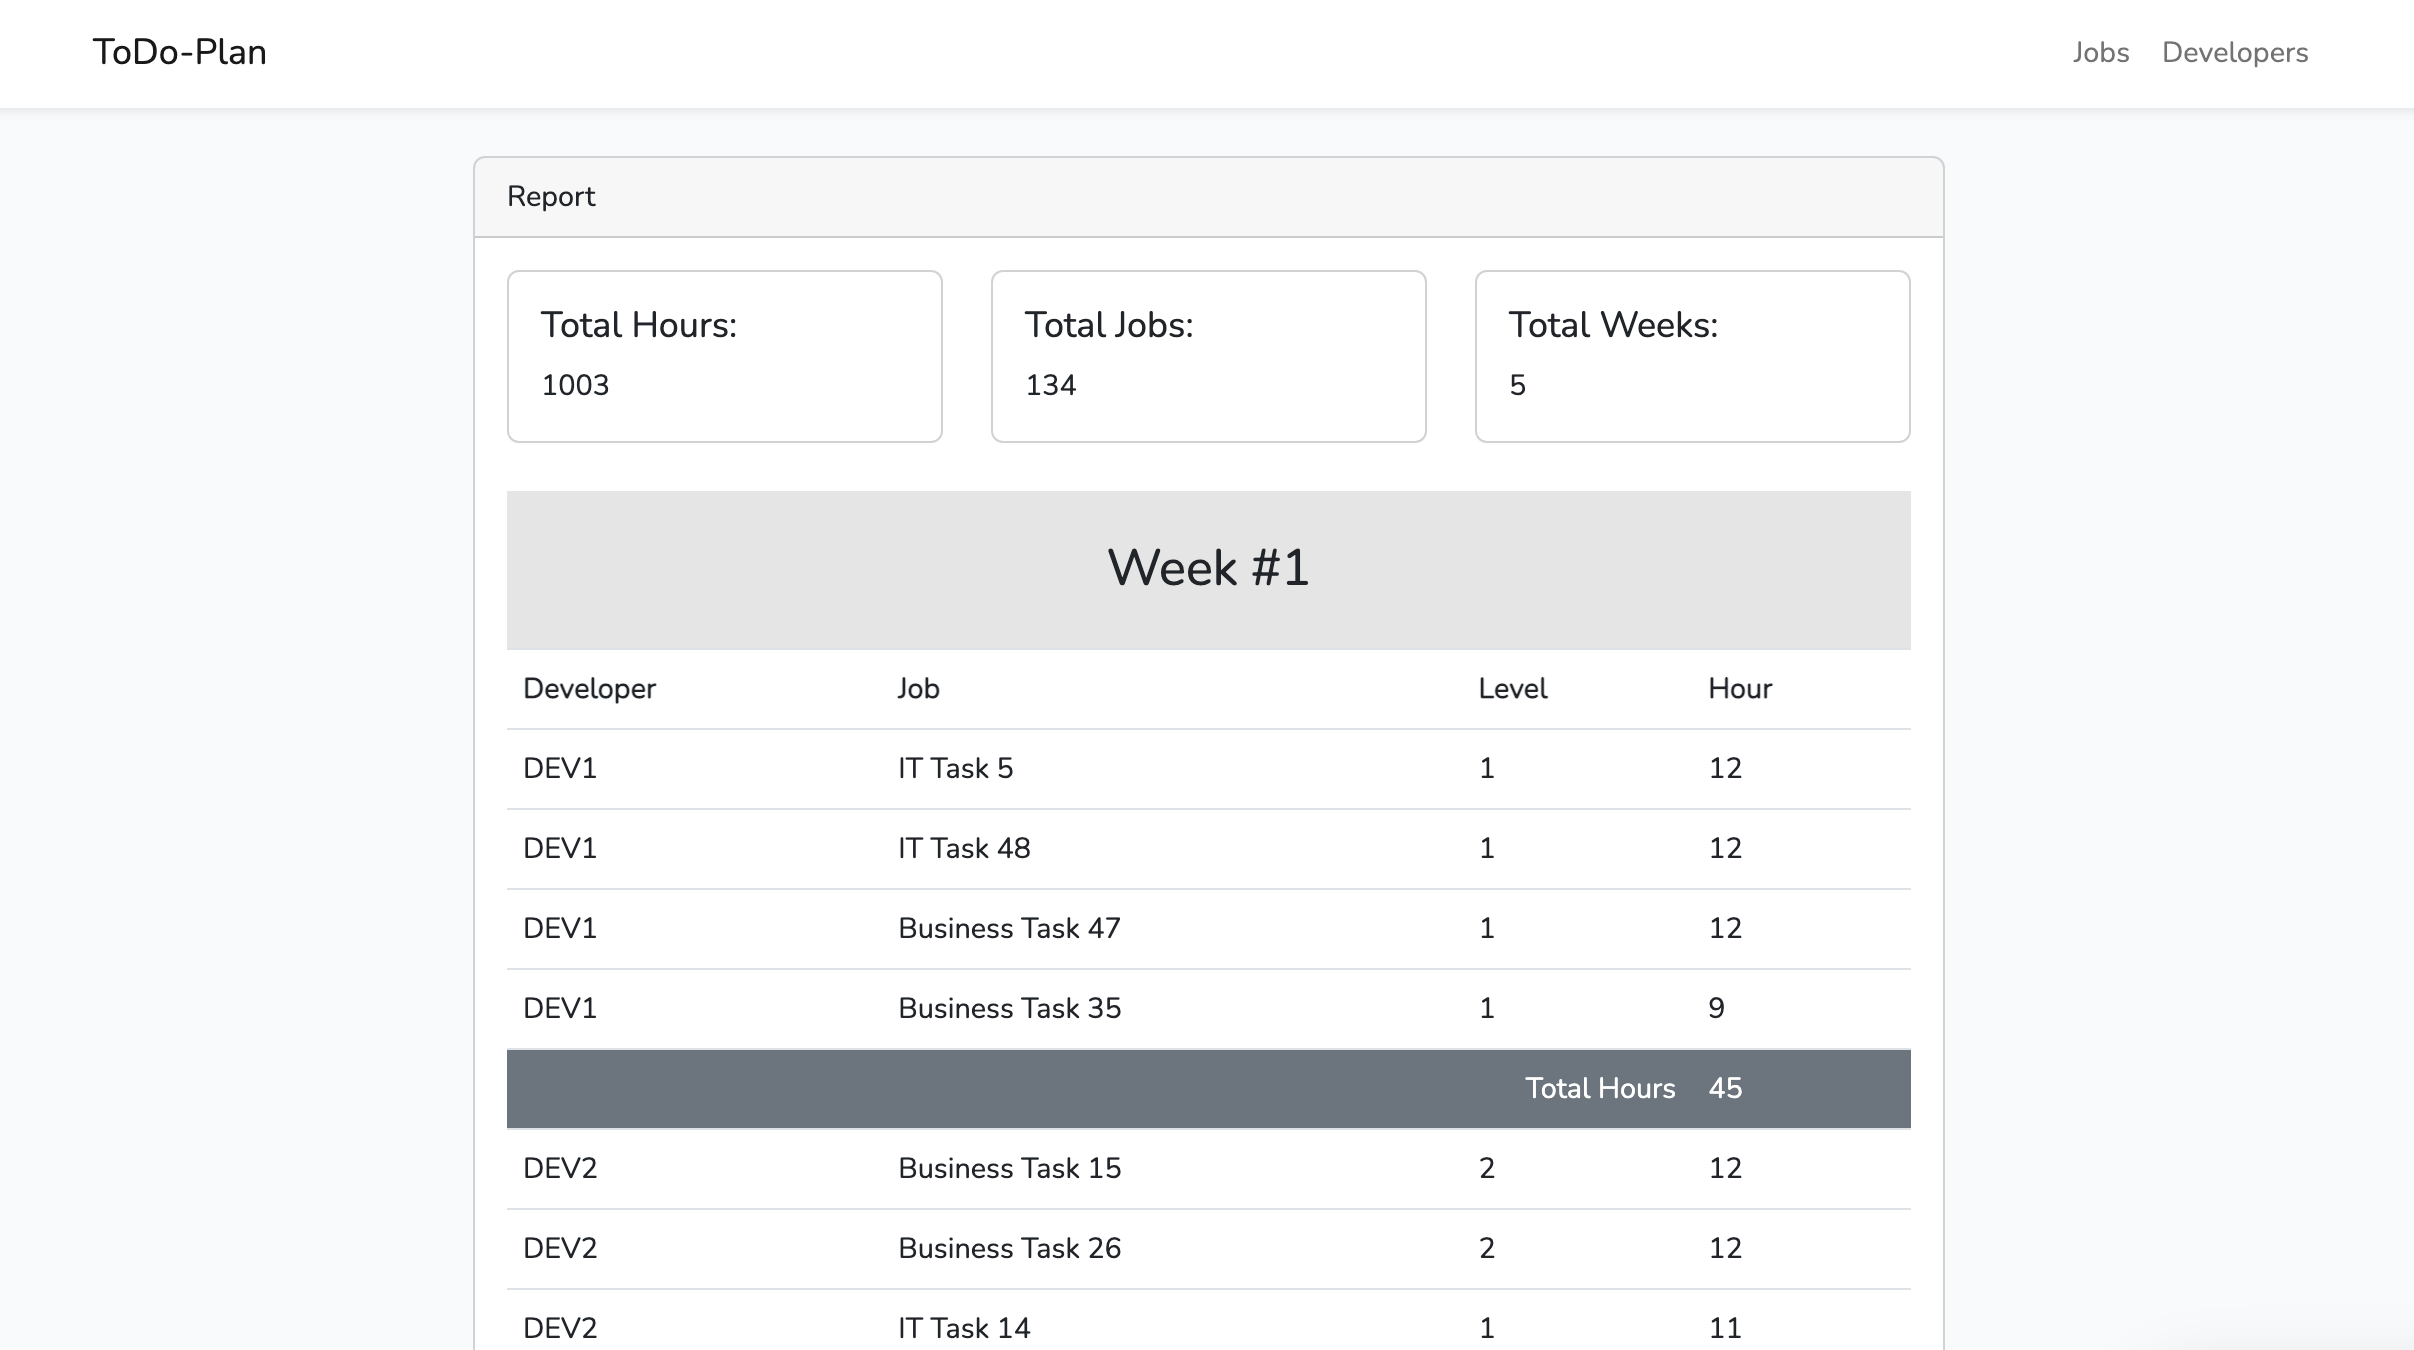 ToDo-Plan Jobs Developers
Report
Total Hours: Total Jobs: Total Weeks:
1003 134 5
Week #1
Developer Job Level Hour
DEV1 IT Task 5 1 12
DEV1 IT Task 48 1 12
DEV1 Business Task 47 1 12
DEV1 Business Task 35 1 9
Total Hours 45
DEV2 Business Task 15 2 12
DEV2 Business Task 26 2 12
DEV2 IT Task 14 1 11